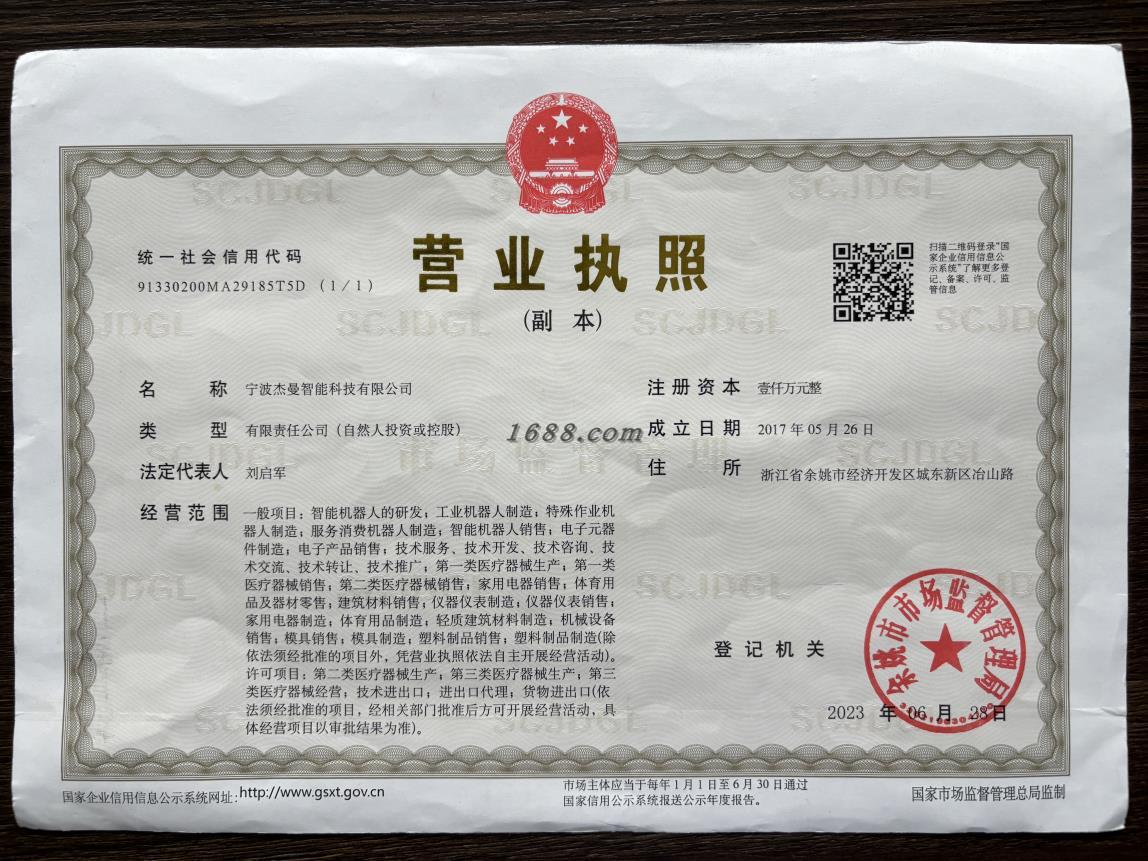 统一社会信用代码
91330200MA29185T5D (1/1)
营业执照
(副 本)
扫描二维码登录"国
家企业信用信息公
示系统"了解更多登
记、备案、许可、监
管信息
名 称 宁波杰曼智能科技有限公司
类 型 有限责任公司（自然人投资或控股）
法定代表人 刘启军
经营范围 一般项目：智能机器人的研发；工业机器人制造；特殊作业机
器人制造；服务消费机器人制造；智能机器人销售；电子元器
件制造；电子产品销售；技术服务、技术开发、技术咨询、技
术交流、技术转让、技术推广；第一类医疗器械生产；第一类
医疗器械销售；第二类医疗器械销售；家用电器销售；体育用
品及器材零售；建筑材料销售；仪器仪表制造；仪器仪表销售；
家用电器制造；体育用品制造；轻质建筑材料制造；机械设备
销售；模具销售；模具制造；塑料制品销售；塑料制品制造(除
依法须经批准的项目外，凭营业执照依法自主开展经营活动)。
许可项目：第二类医疗器械生产；第三类医疗器械生产；第三
类医疗器械经营；技术进出口；进出口代理；货物进出口(依
法须经批准的项目，经相关部门批准后方可开展经营活动，具
体经营项目以审批结果为准)。
注册资本 壹仟万元整
成立日期 2017 年 05 月 26 日
住 所 浙江省余姚市经济开发区城东新区冶山路
1688.com
SCJDGL
市场监督管理
登记机关
余姚市市场监督管理局
2023 年 06 月 28 日
国家企业信用信息公示系统网址：http://www.gsxt.gov.cn
市场主体应当于每年 1 月 1 日至 6 月 30 日通过
国家信用公示系统报送公示年度报告。
国家市场监督管理总局监制